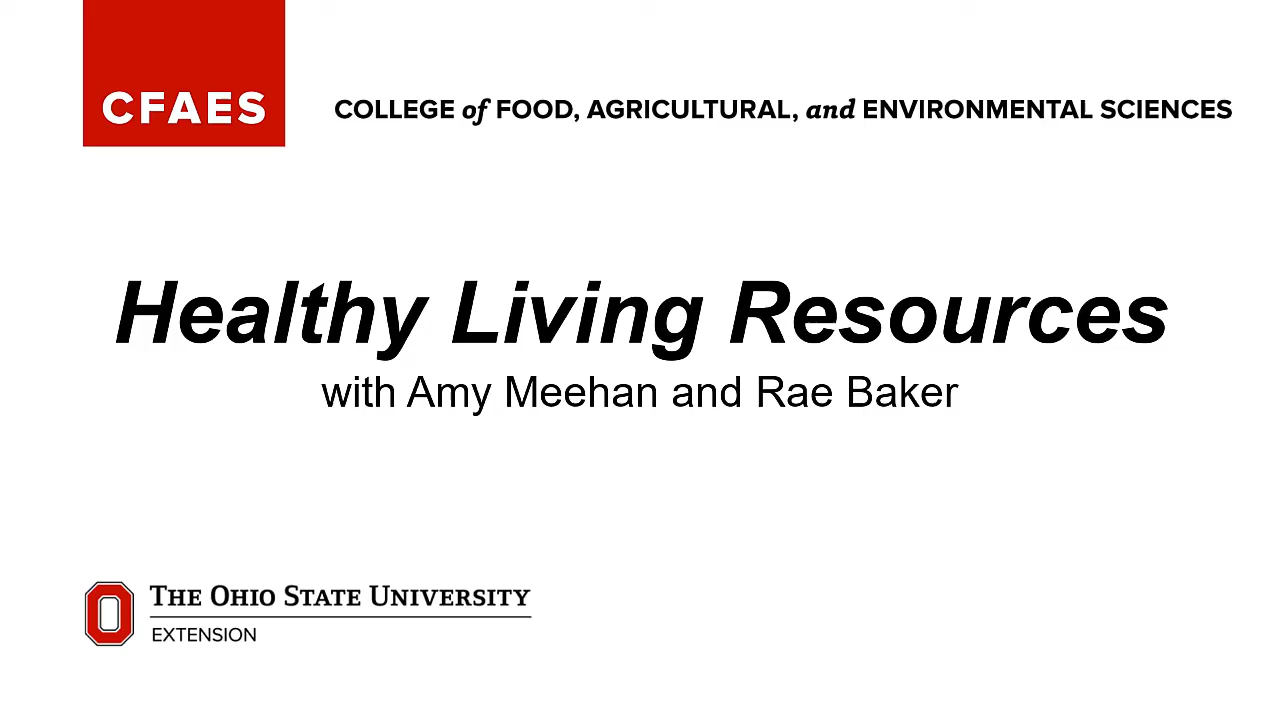 CFAES
COLLEGE of FOOD, AGRICULTURAL, and ENVIRONMENTAL SCIENCES
Healthy Living Resources
with Amy Meehan and Rae Baker
THE OHIO STATE UNIVERSITY
EXTENSION